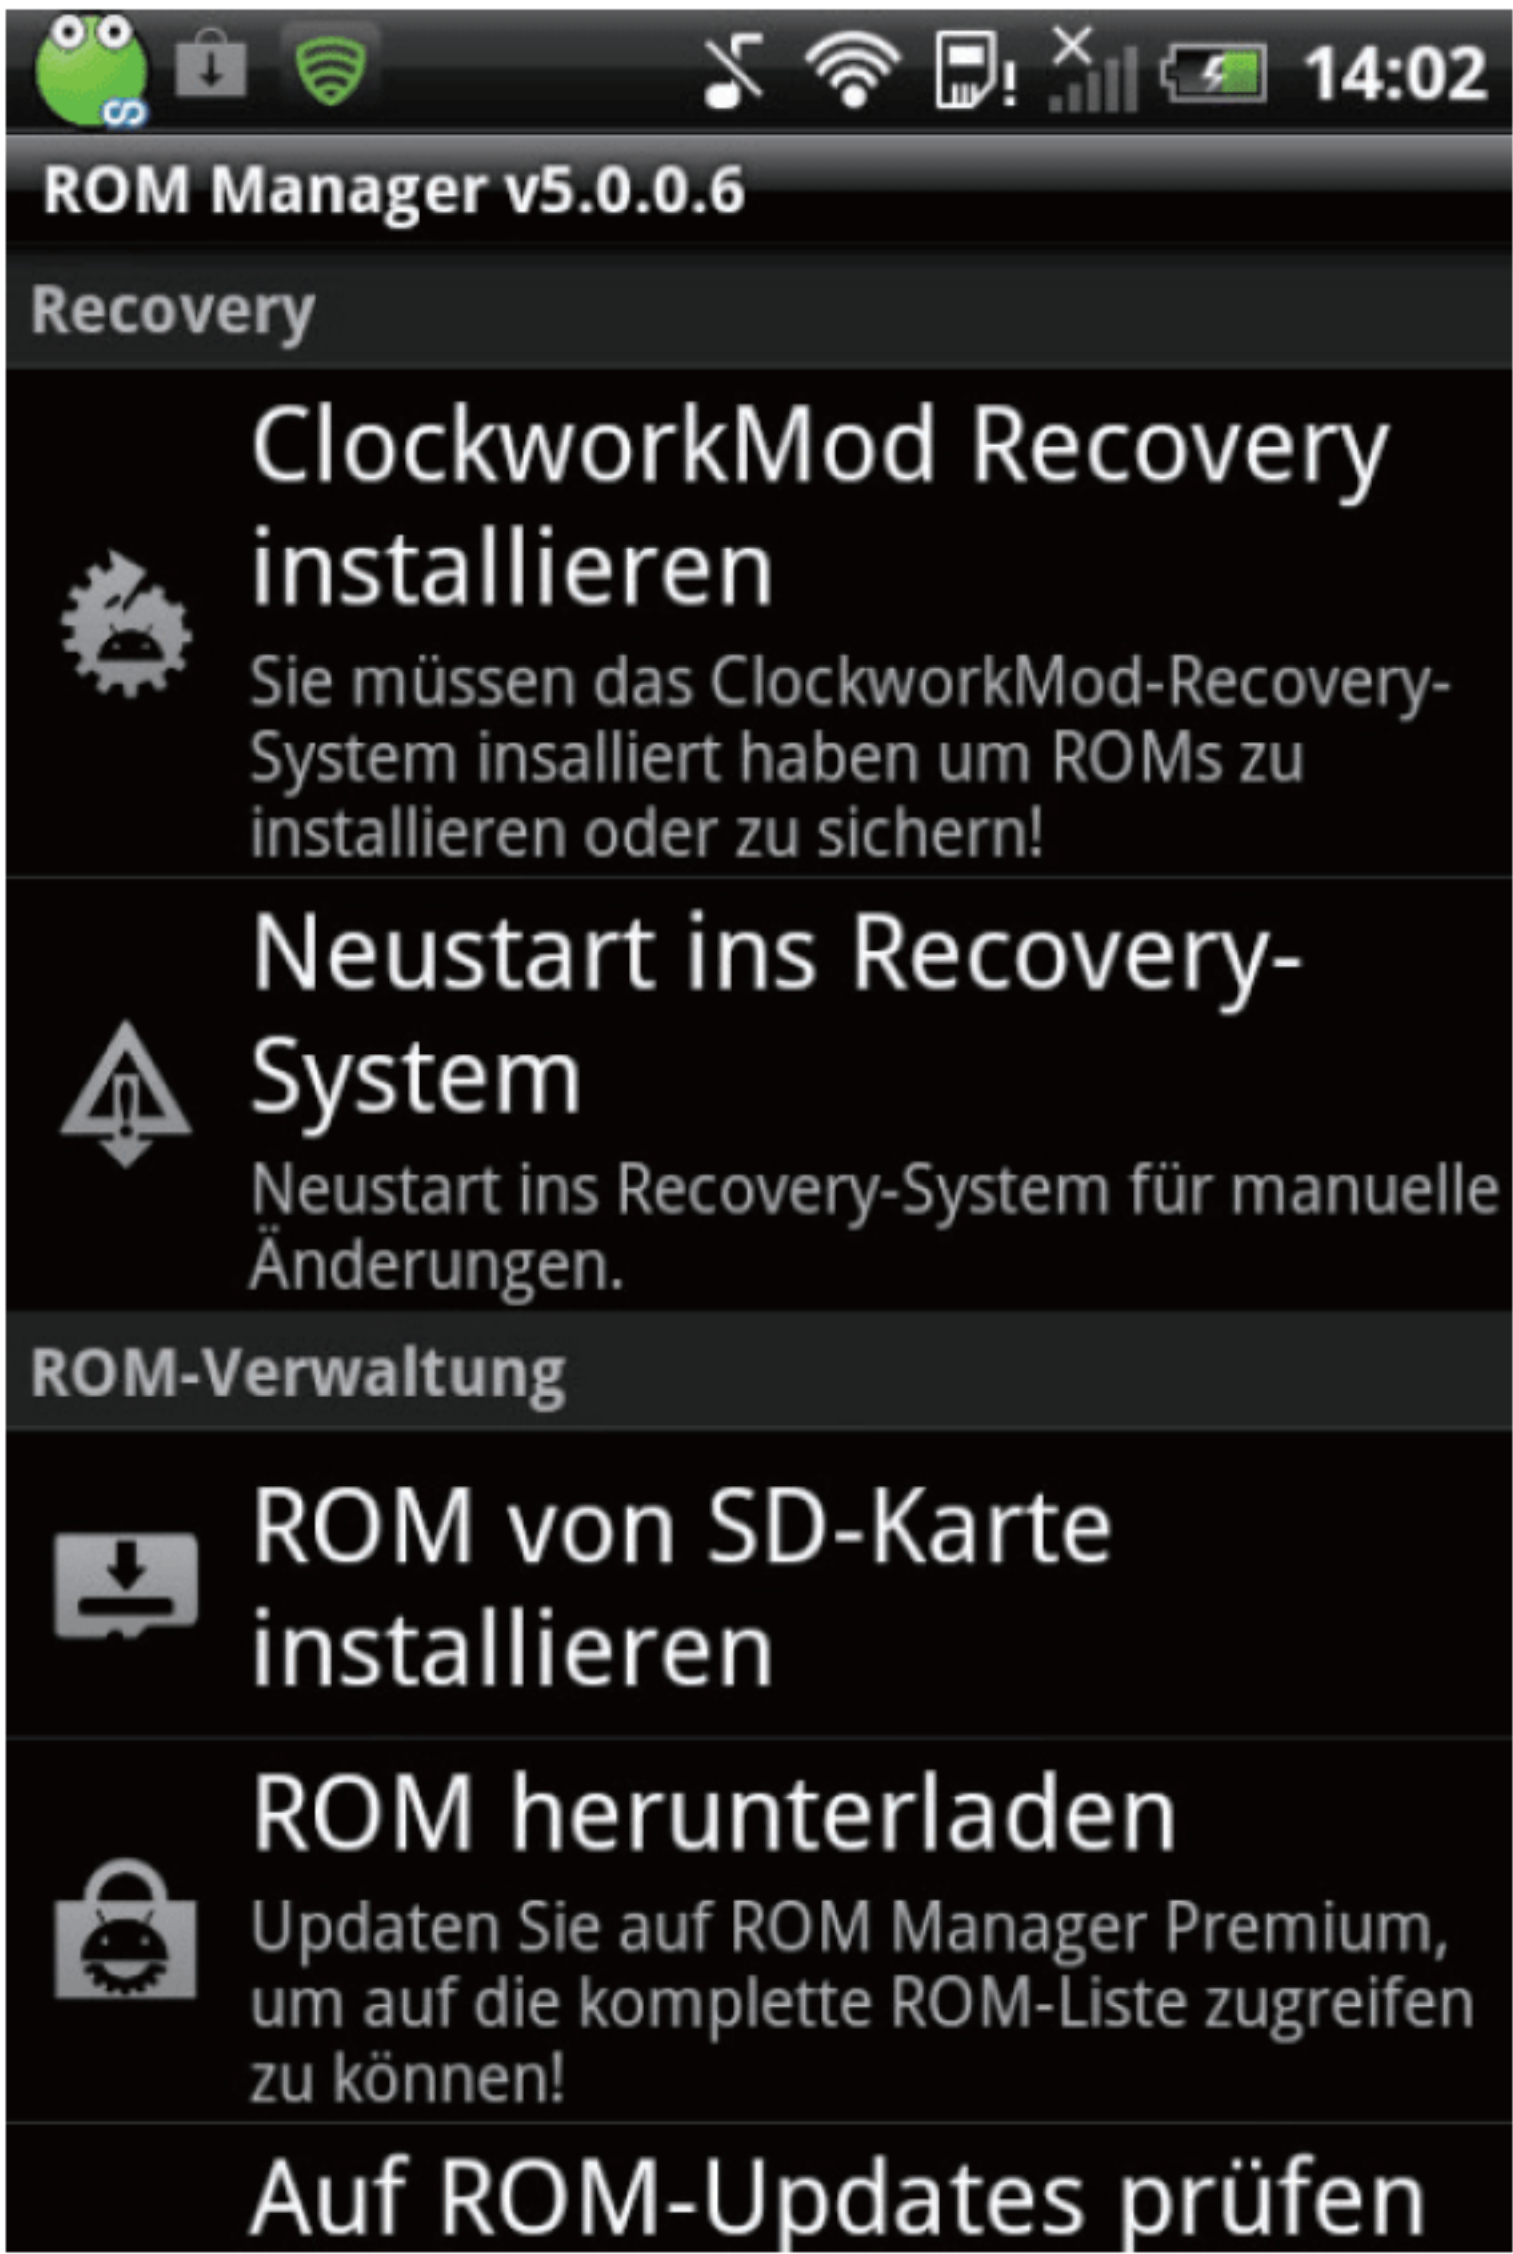 14:02
ROM Manager v5.0.0.6
Recovery
ClockworkMod Recovery
installieren
Sie müssen das ClockworkMod-Recovery-
System insalliert haben um ROMs zu
installieren oder zu sichern!
Neustart ins Recovery-
System
Neustart ins Recovery-System für manuelle
Änderungen.
ROM-Verwaltung
ROM von SD-Karte
installieren
ROM herunterladen
Updaten Sie auf ROM Manager Premium,
um auf die komplette ROM-Liste zugreifen
zu können!
Auf ROM-Updates prüfen